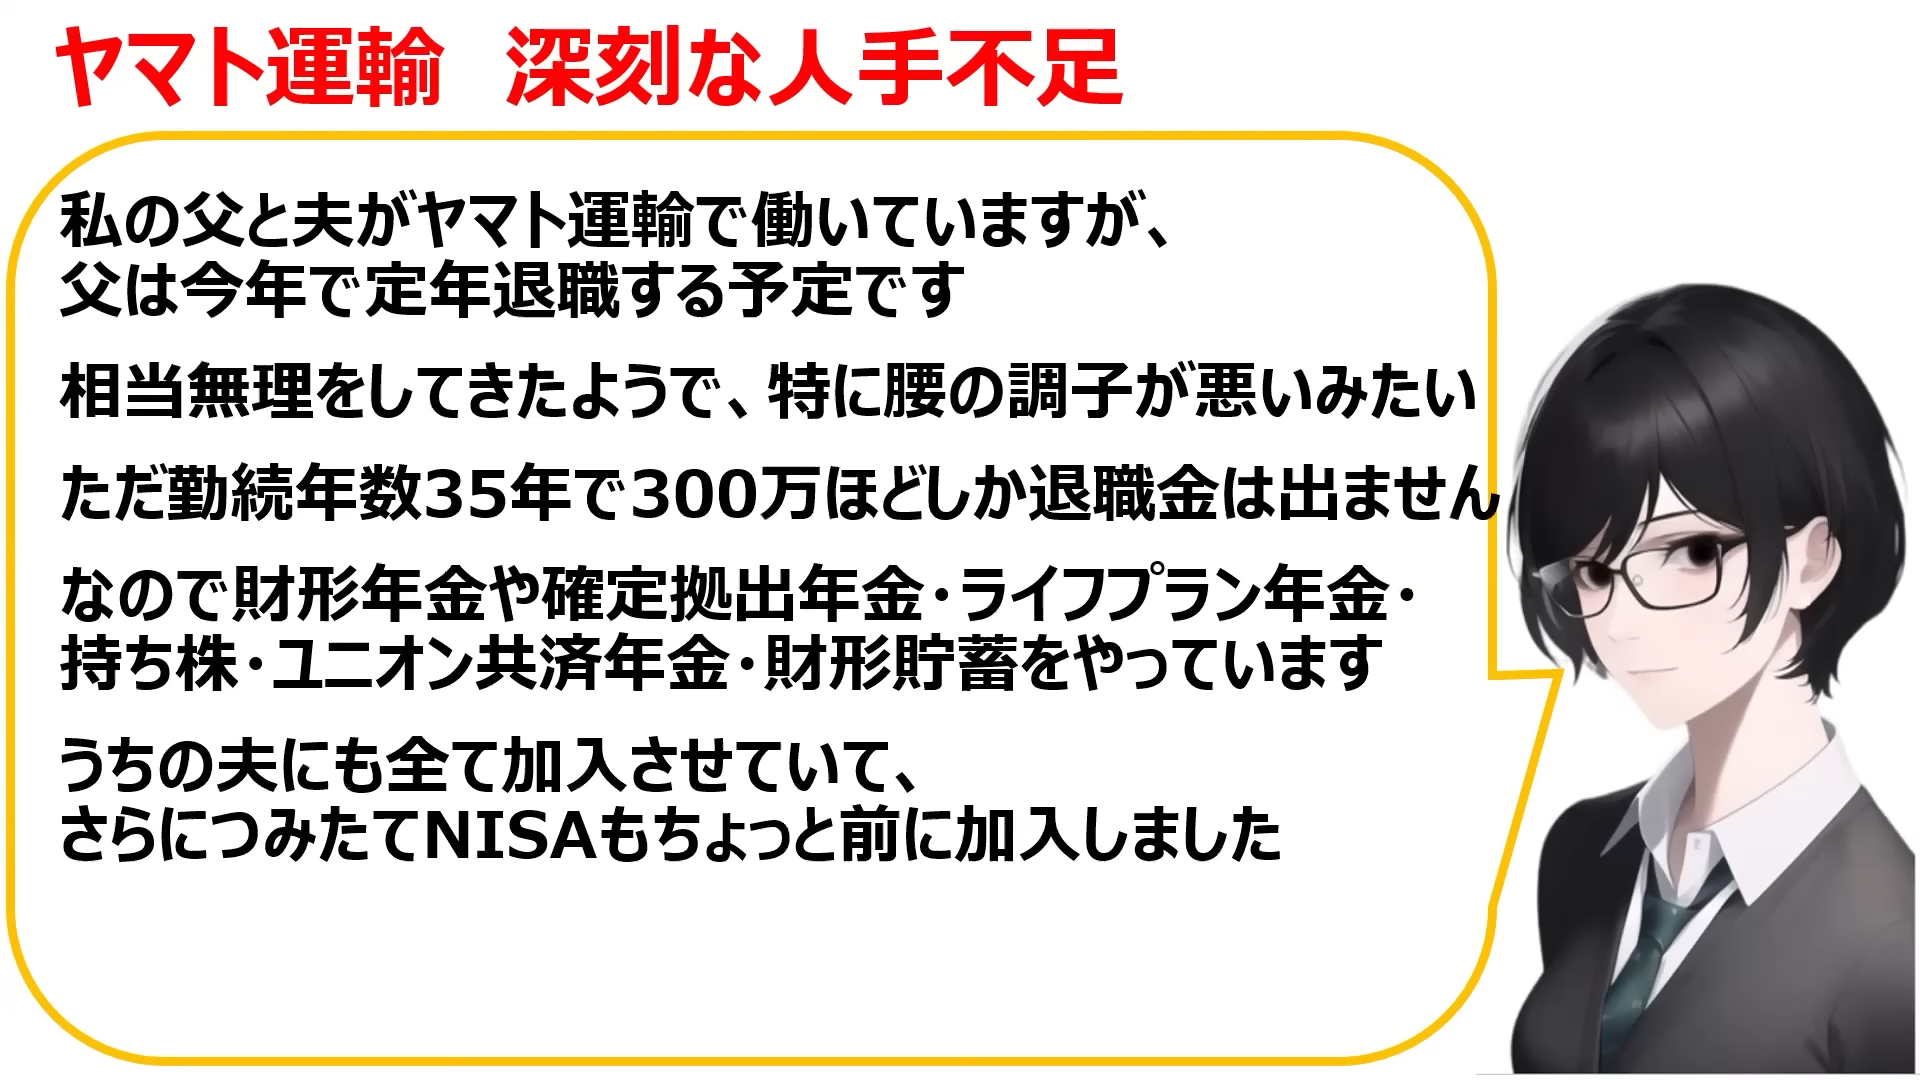 ヤマト運輸　深刻な人手不足
私の父と夫がヤマト運輸で働いていますが、
父は今年で定年退職する予定です
相当無理をしてきたようで、特に腰の調子が悪いみたい
ただ勤続年数35年で300万ほどしか退職金は出ません
なので財形年金や確定拠出年金・ライフプラン年金・
持ち株・ユニオン共済年金・財形貯蓄をやっています
うちの夫にも全て加入させていて、
さらにつみたてNISAもちょっと前に加入しました